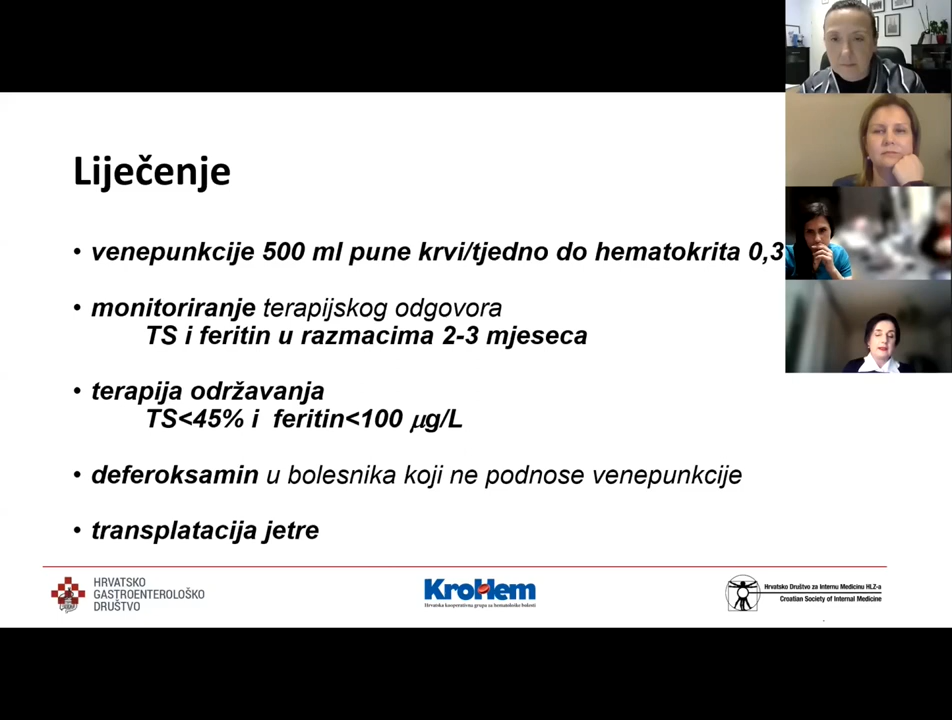 Liječenje
• venepunkcije 500 ml pune krvi/tjedno do hematokrita 0,3
• monitoriranje terapijskog odgovora
TS i feritin u razmacima 2-3 mjeseca
• terapija održavanja
TS<45% i feritin<100 µg/L
• deferoksamin u bolesnika koji ne podnose venepunkcije
• transplatacija jetre
HRVATSKO
GASTROENTEROLOŠKO
DRUŠTVO
KroHem
Hrvatska kooperativna grupa za hematološke bolesti
Hrvatsko Društvo za Internu Medicinu HLZ-a
Croatian Society of Internal Medicine